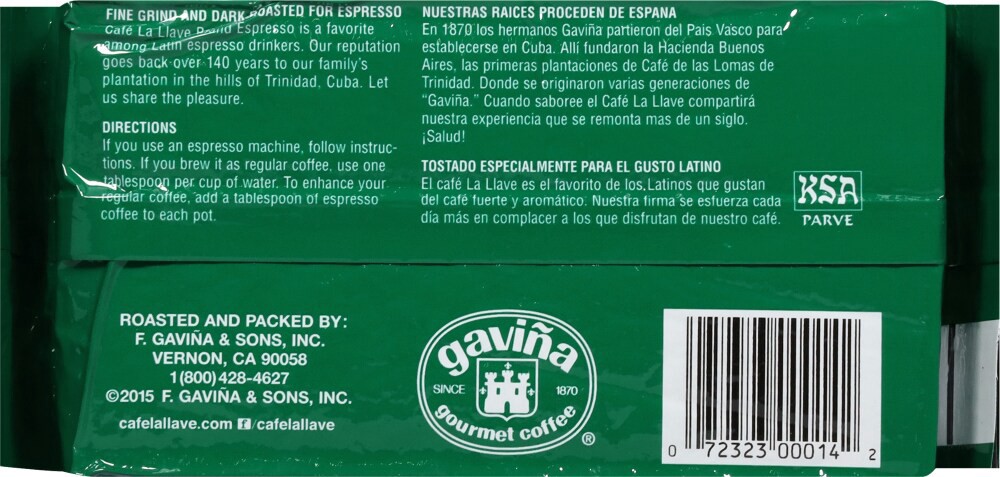 FINE GRIND AND DARK ROASTED FOR ESPRESSO
Café La Llave Espresso is a favorite
among Latin espresso drinkers. Our reputation
goes back over 140 years to our family's
plantation in the hills of Trinidad, Cuba. Let
us share the pleasure.
DIRECTIONS
If you use an espresso machine, follow instruc-
tions. If you brew it as regular coffee, use one
tablespoon per cup of water. To enhance your
regular coffee, add a tablespoon of espresso
coffee to each pot.
NUESTRAS RAICES PROCEDEN DE ESPANA
En 1870 los hermanos Gaviña partieron del Pais Vasco para
establecerse en Cuba. Allí fundaron la Hacienda Buenos
Aires, las primeras plantaciones de Café de las Lomas de
Trinidad. Donde se originaron varias generaciones de
“Gaviña.” Cuando saboree el Café La Llave compartirá
nuestra experiencia que se remonta mas de un siglo.
¡Salud!
TOSTADO ESPECIALMENTE PARA EL GUSTO LATINO
El café La Llave es el favorito de los Latinos que gustan
del café fuerte y aromático. Nuestra firma se esfuerza cada
día más en complacer a los que disfrutan de nuestro café.
KSA
PARVE
ROASTED AND PACKED BY:
F. GAVIÑA & SONS, INC.
VERNON, CA 90058
1(800)428-4627
©2015 F. GAVIÑA & SONS, INC.
cafelallave.com f/cafelallave
gaviña
SINCE 1870
gourmet coffee ®
0 72323 00014 2